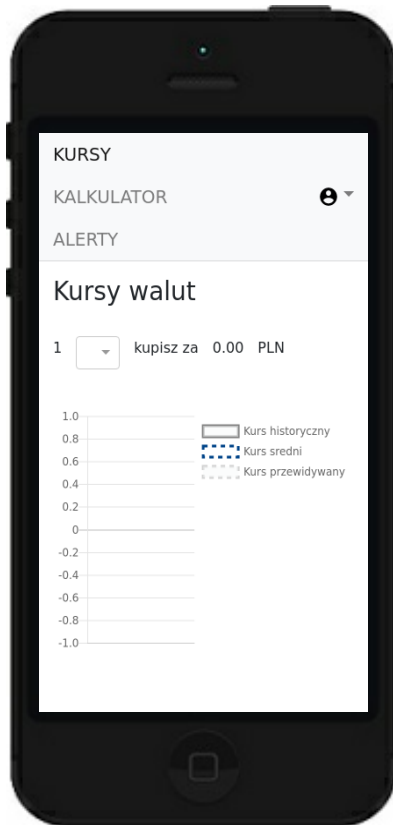 KURSY
KALKULATOR
ALERTY
Kursy walut
1 kupisz za 0.00 PLN
1.0
0.8
0.6
0.4
0.2
0
-0.2
-0.4
-0.6
-0.8
-1.0
Kurs historyczny
Kurs sredni
Kurs przewidywany